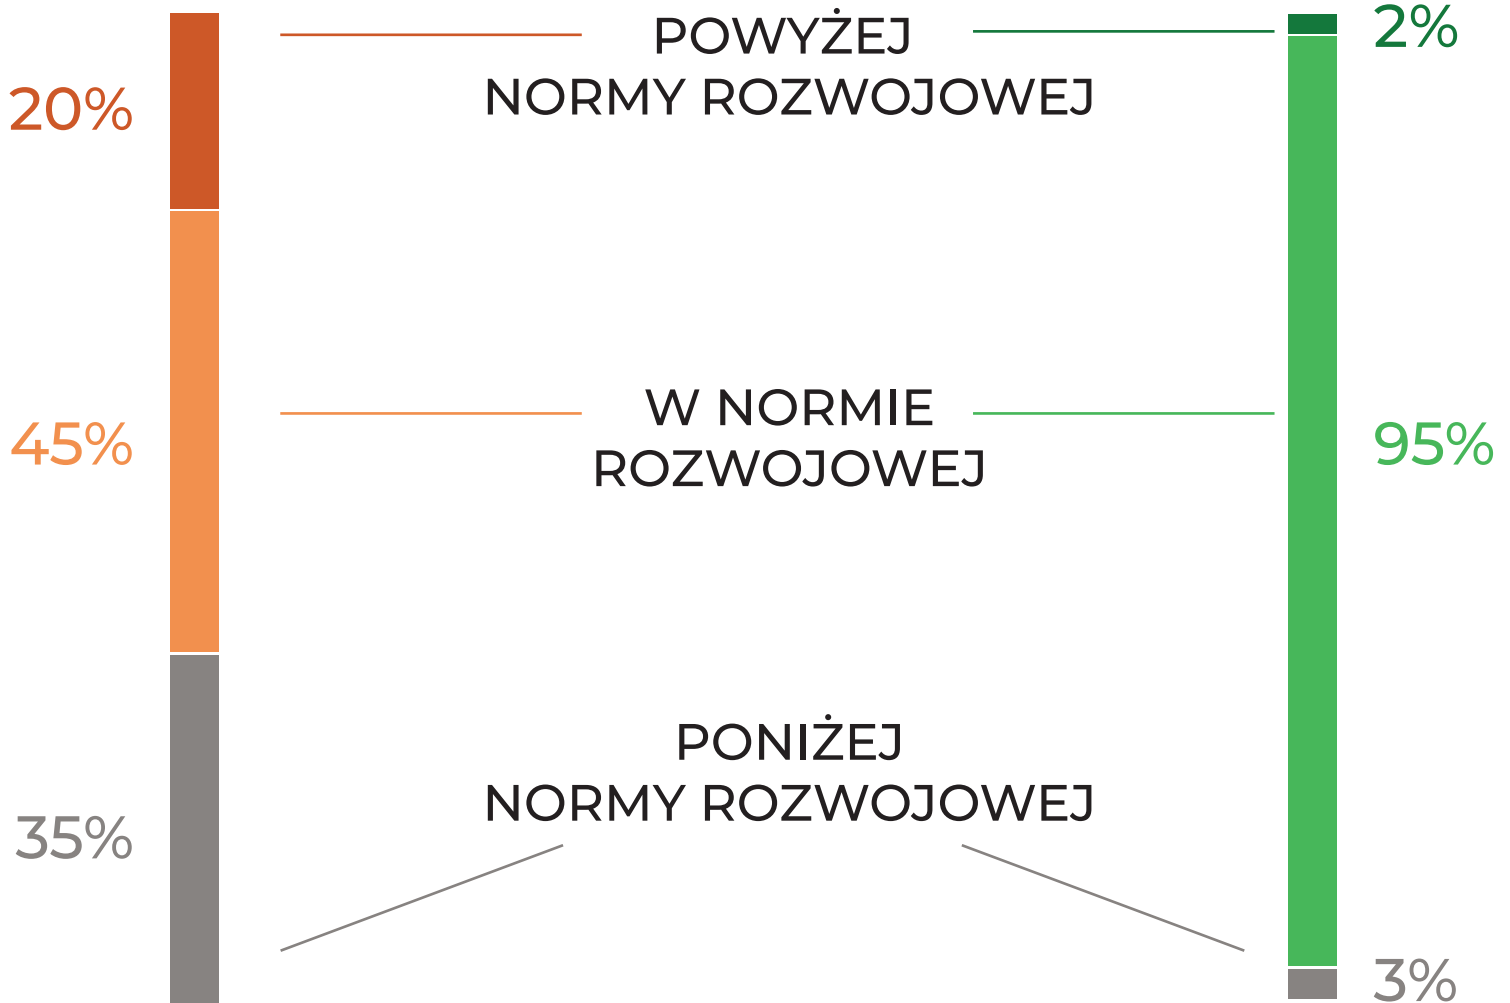 POWYŻEJ
NORMY ROZWOJOWEJ
20%
2%
W NORMIE
ROZWOJOWEJ
45%
95%
PONIŻEJ
NORMY ROZWOJOWEJ
35%
3%